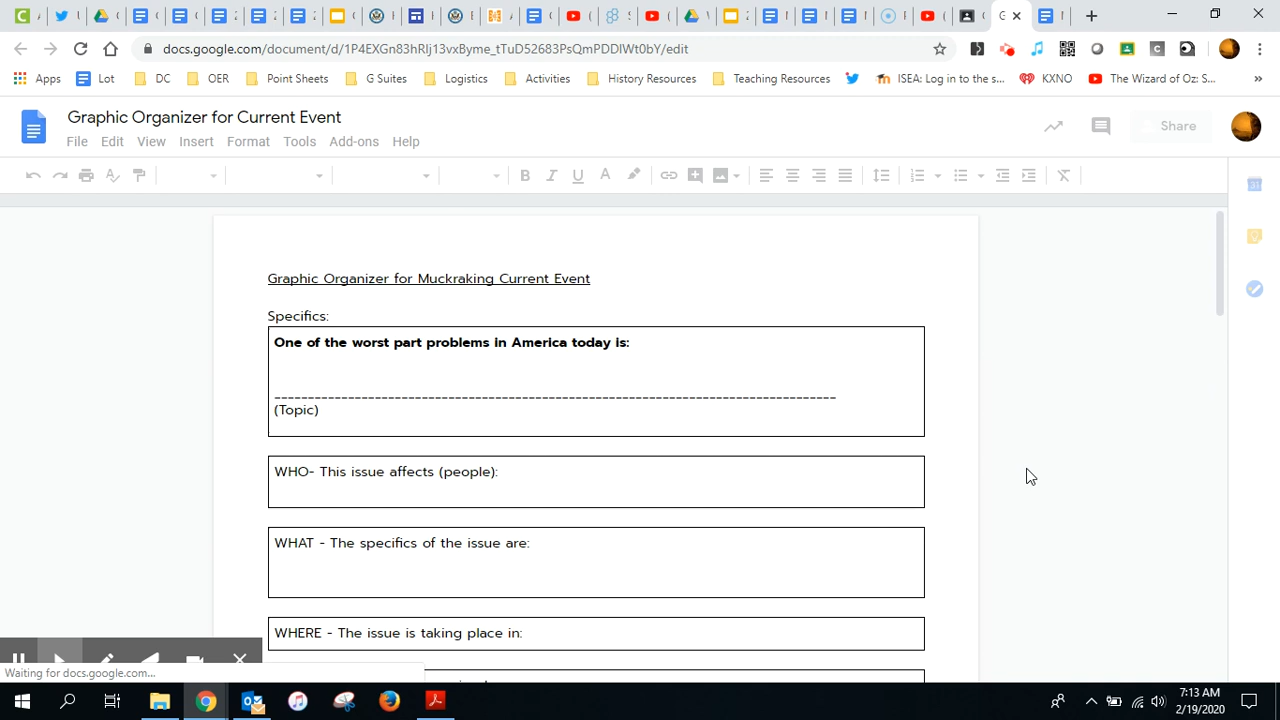 docs.google.com/document/d/1P4EXGn83hRlj13vxByme_tTuD52683PsQmPDDIWt0bY/edit
Apps Lot DC OER Point Sheets G Suites Logistics Activities History Resources Teaching Resources ISEA: Log in to the s... KXNO The Wizard of Oz: S...
Graphic Organizer for Current Event
File Edit View Insert Format Tools Add-ons Help
Share
Graphic Organizer for Muckraking Current Event
Specifics:
One of the worst part problems in America today is:
(Topic)
WHO- This issue affects (people):
WHAT - The specifics of the issue are:
WHERE - The issue is taking place in:
Waiting for docs.google.com...
7:13 AM
2/19/2020